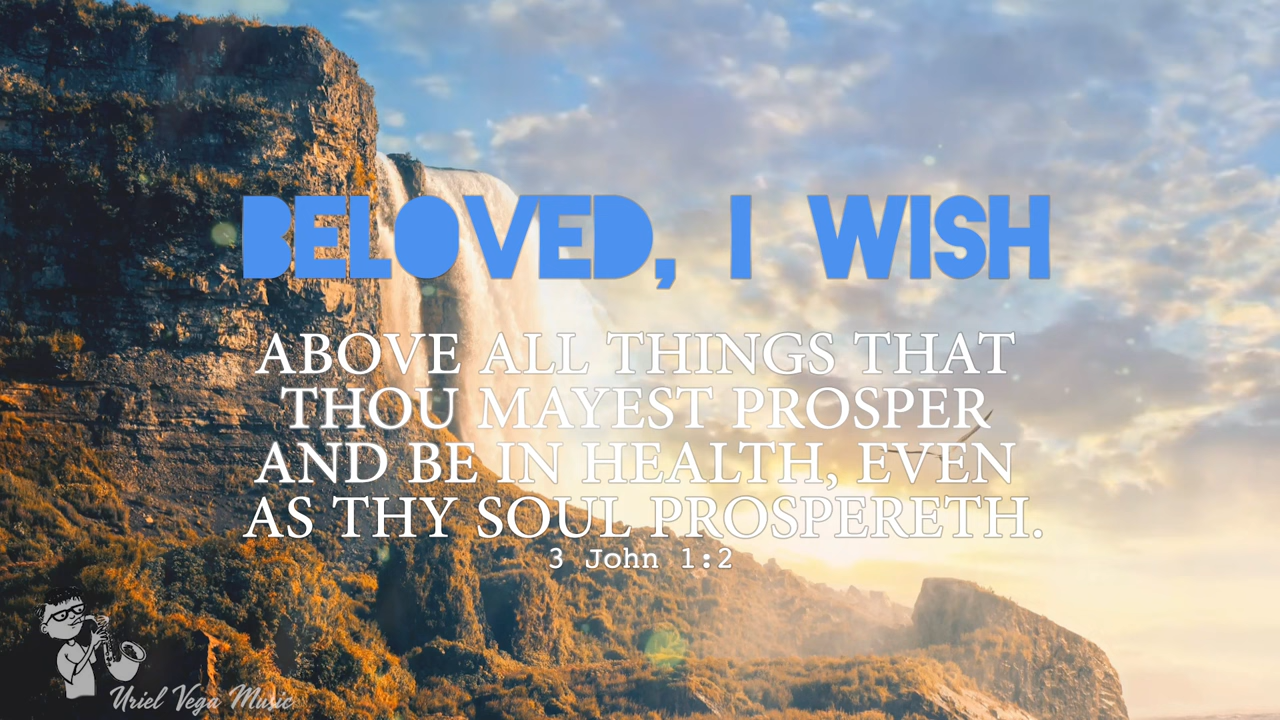 BELOVED, I WISH
ABOVE ALL THINGS THAT
THOU MAYEST PROSPER
AND BE IN HEALTH, EVEN
AS THY SOUL PROSPERETH.
3 John 1:2
Uriel Vega Music